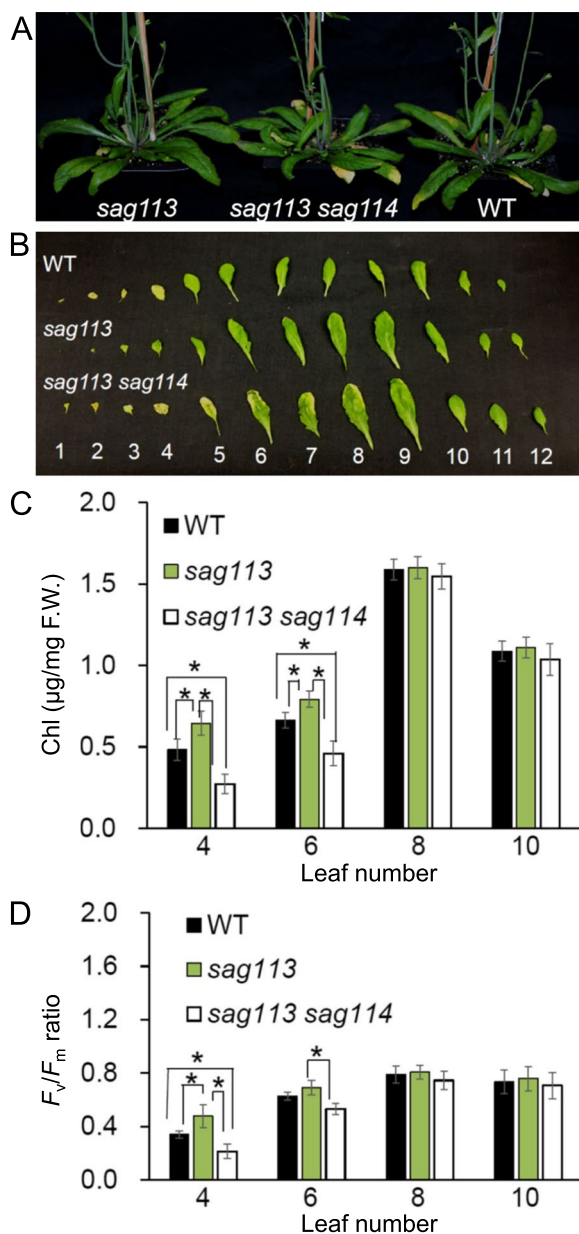 A
sag113 sag113 sag114 WT
B
WT
sag113
sag113 sag114
1 2 3 4 5 6 7 8 9 10 11 12
C
2.0
1.5
1.0
0.5
0.0
Chl (µg/mg F.W.)
WT
sag113
sag113 sag114
*
* *
*
* *
4 6 8 10
Leaf number
D
2.0
1.6
1.2
0.8
0.4
0.0
Fv/Fm ratio
WT
sag113
sag113 sag114
*
* *
*
4 6 8 10
Leaf number